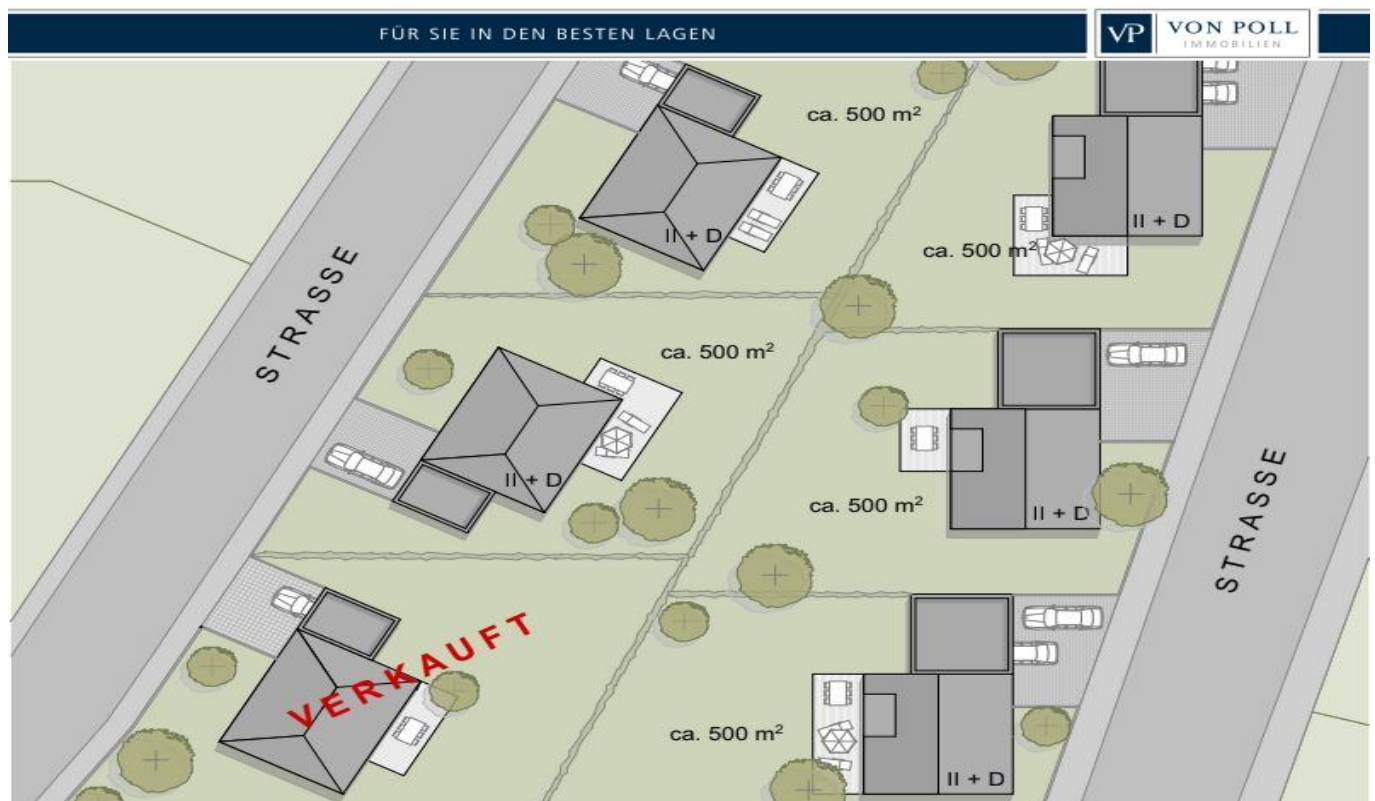 FÜR SIE IN DEN BESTEN LAGEN
VP VON POLL
IMMOBILIEN
ca. 500 m²
II + D
II + D
ca. 500 m²
STRASSE
ca. 500 m²
II + D
ca. 500 m²
II + D
STRASSE
VERKAUFT
ca. 500 m²
II + D